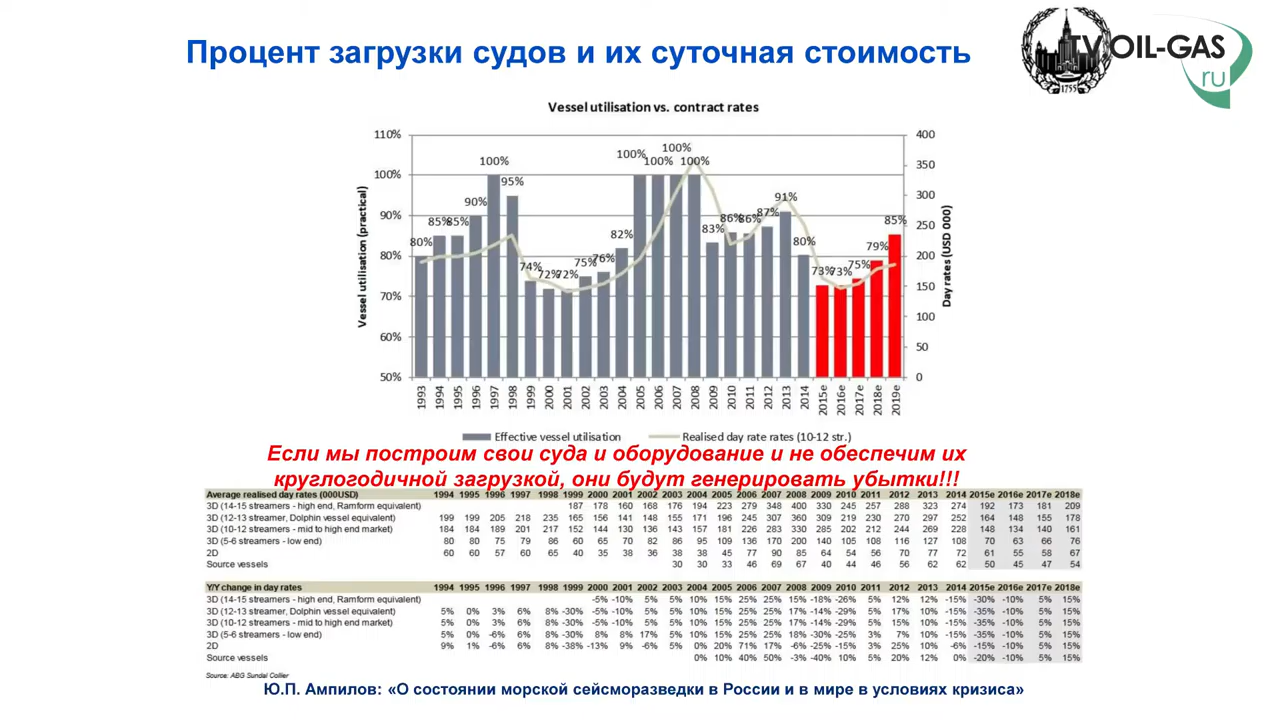 Процент загрузки судов и их суточная стоимость
1755
TV OIL-GAS
ru
Vessel utilisation vs. contract rates
Vessel utilisation (practical)
110%
100%
90%
80%
70%
60%
50%
80%
85%
85%
90%
100%
95%
74%
72%
72%
75%
76%
82%
100%
100%
100%
100%
83%
86%
86%
87%
91%
80%
73%
73%
75%
79%
85%
400
350
300
250
200
150
100
50
0
Day rates (USD 000)
1993 1994 1995 1996 1997 1998 1999 2000 2001 2002 2003 2004 2005 2006 2007 2008 2009 2010 2011 2012 2013 2014 2015e 2016e 2017e 2018e 2019e
Effective vessel utilisation Realised day rate rates (10-12 str.)
Если мы построим свои суда и оборудование и не обеспечим их
круглогодичной загрузкой, они будут генерировать убытки!!!
Average realised day rates (000USD) 1994 1995 1996 1997 1998 1999 2000 2001 2002 2003 2004 2005 2006 2007 2008 2009 2010 2011 2012 2013 2014 2015e 2016e 2017e 2018e
3D (14-15 streamers - high end, Ramform equivalent) 187 178 160 168 176 194 223 279 348 400 330 245 257 288 323 274 192 173 181 209
3D (12-13 streamer, Dolphin vessel equivalent) 199 199 205 218 235 165 156 141 148 155 171 196 245 307 360 309 219 230 270 297 252 164 148 155 178
3D (10-12 streamers - mid to high end market) 184 184 189 201 217 152 144 130 136 143 157 181 226 283 330 285 202 212 244 269 228 148 134 140 161
3D (5-6 streamers - low end) 80 80 75 79 86 60 65 70 82 86 95 109 136 170 200 140 105 108 116 127 108 70 63 66 76
2D 60 60 57 60 65 40 35 38 36 38 38 45 77 90 85 64 54 56 70 77 72 61 55 58 67
Source vessels 30 30 33 46 69 67 40 44 46 56 62 62 50 45 47 54
Y/Y change in day rates 1994 1995 1996 1997 1998 1999 2000 2001 2002 2003 2004 2005 2006 2007 2008 2009 2010 2011 2012 2013 2014 2015e 2016e 2017e 2018e
3D (14-15 streamers - high end, Ramform equivalent) -5% -10% 5% 5% 10% 15% 25% 25% 15% -18% -26% 5% 12% 12% -15% -30% -10% 5% 15%
3D (12-13 streamer, Dolphin vessel equivalent) 5% 0% 3% 6% 8% -30% -5% -10% 5% 5% 10% 15% 25% 25% 17% -14% -29% 5% 17% 10% -15% -35% -10% 5% 15%
3D (10-12 streamers - mid to high end market) 5% 0% 3% 6% 8% -30% -5% -10% 5% 5% 10% 15% 25% 25% 17% -14% -29% 5% 15% 10% -15% -35% -10% 5% 15%
3D (5-6 streamers - low end) 5% 0% -6% 6% 8% -30% 8% 8% 17% 5% 10% 15% 25% 25% 18% -30% -25% 3% 7% 10% -15% -35% -10% 5% 15%
2D 9% 1% -6% 6% 8% -38% -13% 9% -6% 5% 0% 20% 71% 17% -6% -25% -15% 3% 25% 10% -6% -15% -10% 5% 15%
Source vessels 0% 10% 40% 50% -3% -40% 10% 5% 20% 12% 0% -20% -10% 5% 15%
Source: ABG Sundal Collier
Ю.П. Ампилов: «О состоянии морской сейсморазведки в России и в мире в условиях кризиса»